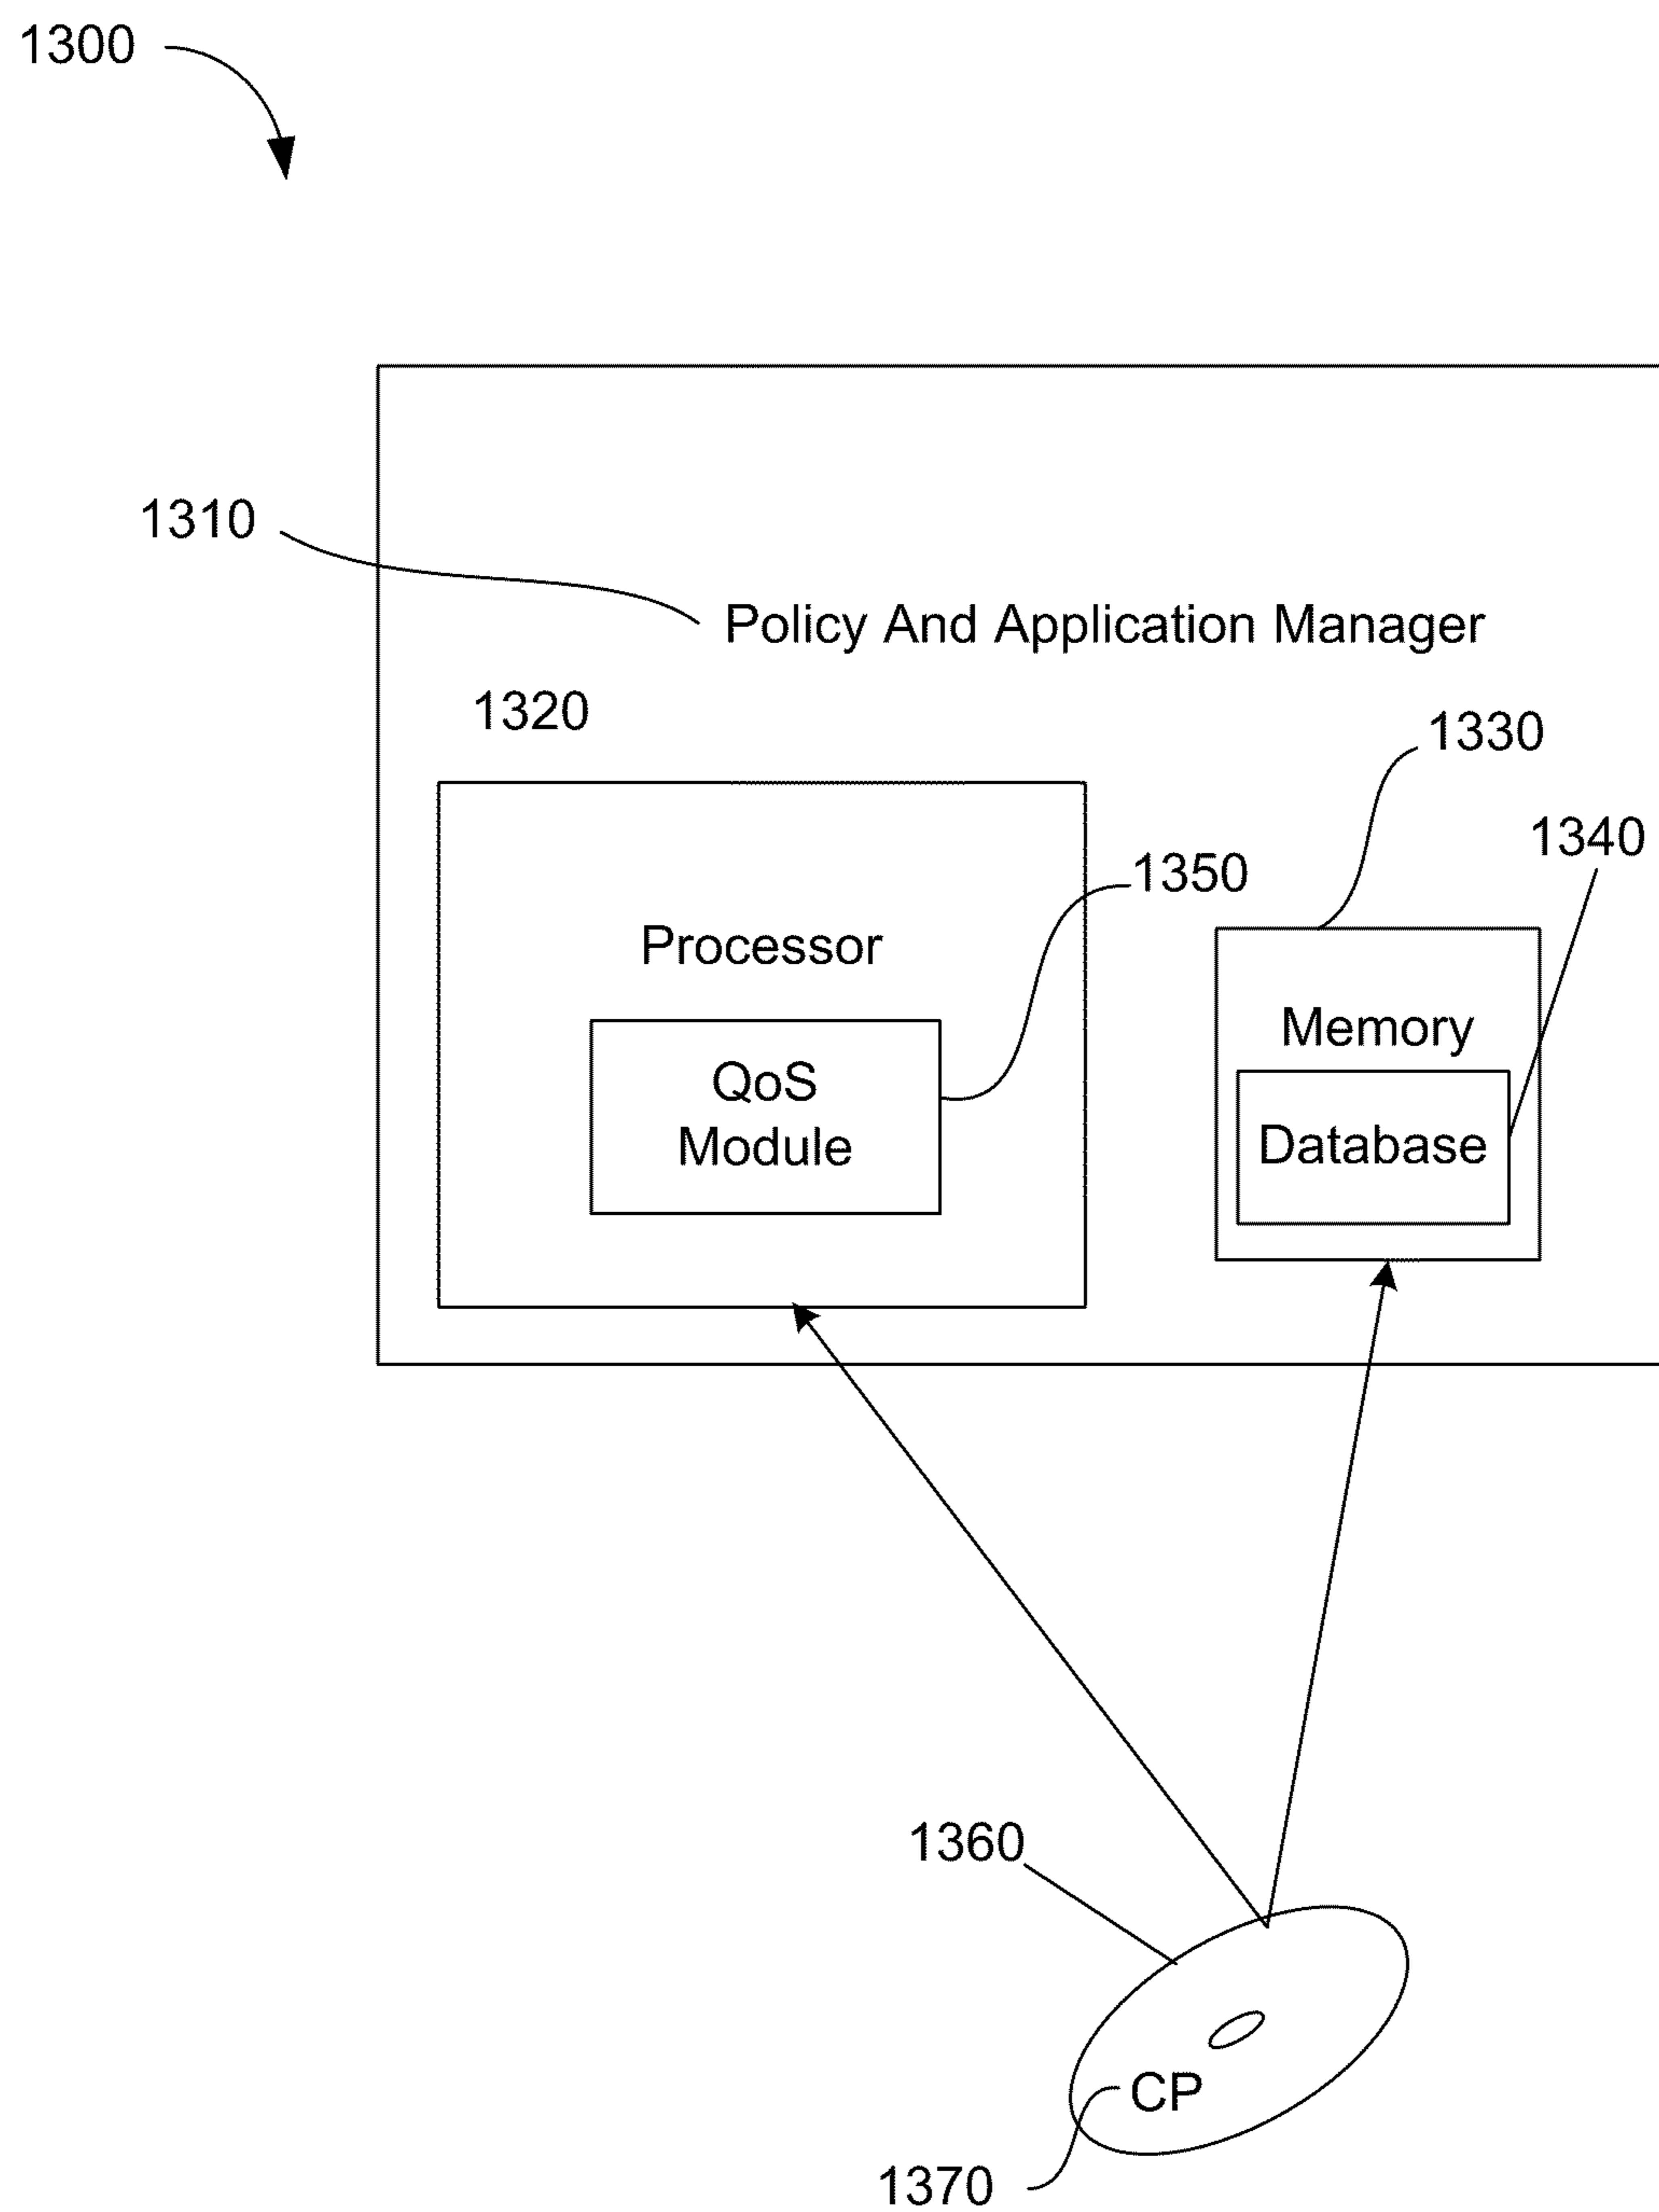 1300
1310
Policy And Application Manager
1320
1330
1340
1350
Processor
Memory
QoS
Module
Database
1360
CP
1370